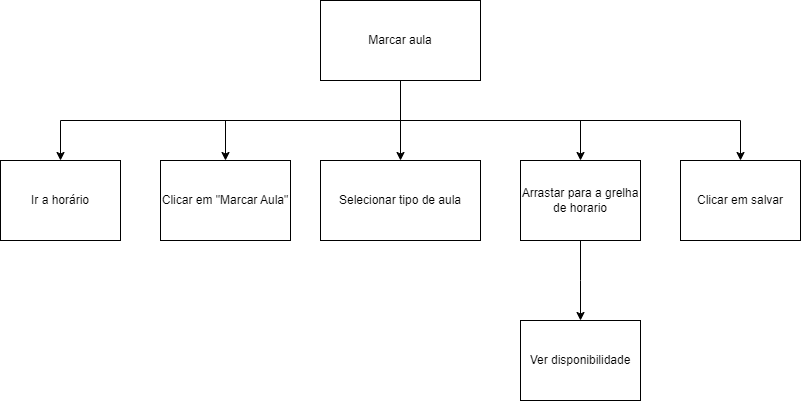 Marcar aula
Ir a horário
Clicar em "Marcar Aula"
Selecionar tipo de aula
Arrastar para a grelha
de horario
Clicar em salvar
Ver disponibilidade